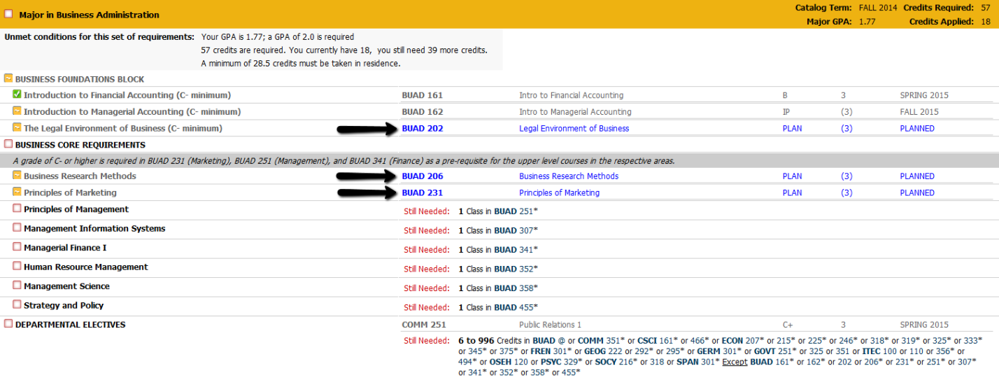 Major in Business Administration Catalog Term: FALL 2014 Credits Required: 57
Major GPA: 1.77 Credits Applied: 18
Unmet conditions for this set of requirements: Your GPA is 1.77; a GPA of 2.0 is required
57 credits are required. You currently have 18, you still need 39 more credits.
A minimum of 28.5 credits must be taken in residence.
BUSINESS FOUNDATIONS BLOCK
Introduction to Financial Accounting (C- minimum) BUAD 161 Intro to Financial Accounting B 3 SPRING 2015
Introduction to Managerial Accounting (C- minimum) BUAD 162 Intro to Managerial Accounting IP (3) FALL 2015
The Legal Environment of Business (C- minimum) BUAD 202 Legal Environment of Business PLAN (3) PLANNED
BUSINESS CORE REQUIREMENTS
A grade of C- or higher is required in BUAD 231 (Marketing), BUAD 251 (Management), and BUAD 341 (Finance) as a pre-requisite for the upper level courses in the respective areas.
Business Research Methods BUAD 206 Business Research Methods PLAN (3) PLANNED
Principles of Marketing BUAD 231 Principles of Marketing PLAN (3) PLANNED
Principles of Management Still Needed: 1 Class in BUAD 251*
Management Information Systems Still Needed: 1 Class in BUAD 307*
Managerial Finance I Still Needed: 1 Class in BUAD 341*
Human Resource Management Still Needed: 1 Class in BUAD 352*
Management Science Still Needed: 1 Class in BUAD 358*
Strategy and Policy Still Needed: 1 Class in BUAD 455*
DEPARTMENTAL ELECTIVES COMM 251 Public Relations 1 C+ 3 SPRING 2015
Still Needed: 6 to 996 Credits in BUAD @ or COMM 351* or CSCI 161* or 466* or ECON 207* or 215* or 225* or 246* or 318* or 319* or 325* or 333*
or 345* or 375* or FREN 301* or GEOG 222 or 292* or 295* or GERM 301* or GOVT 251* or 325 or 351 or ITEC 100 or 110 or 356* or
494* or OSEH 120 or PSYC 329* or SOCY 216* or 318 or SPAN 301* Except BUAD 161* or 162* or 202 or 206* or 231* or 251* or 307*
or 341* or 352* or 358* or 455*